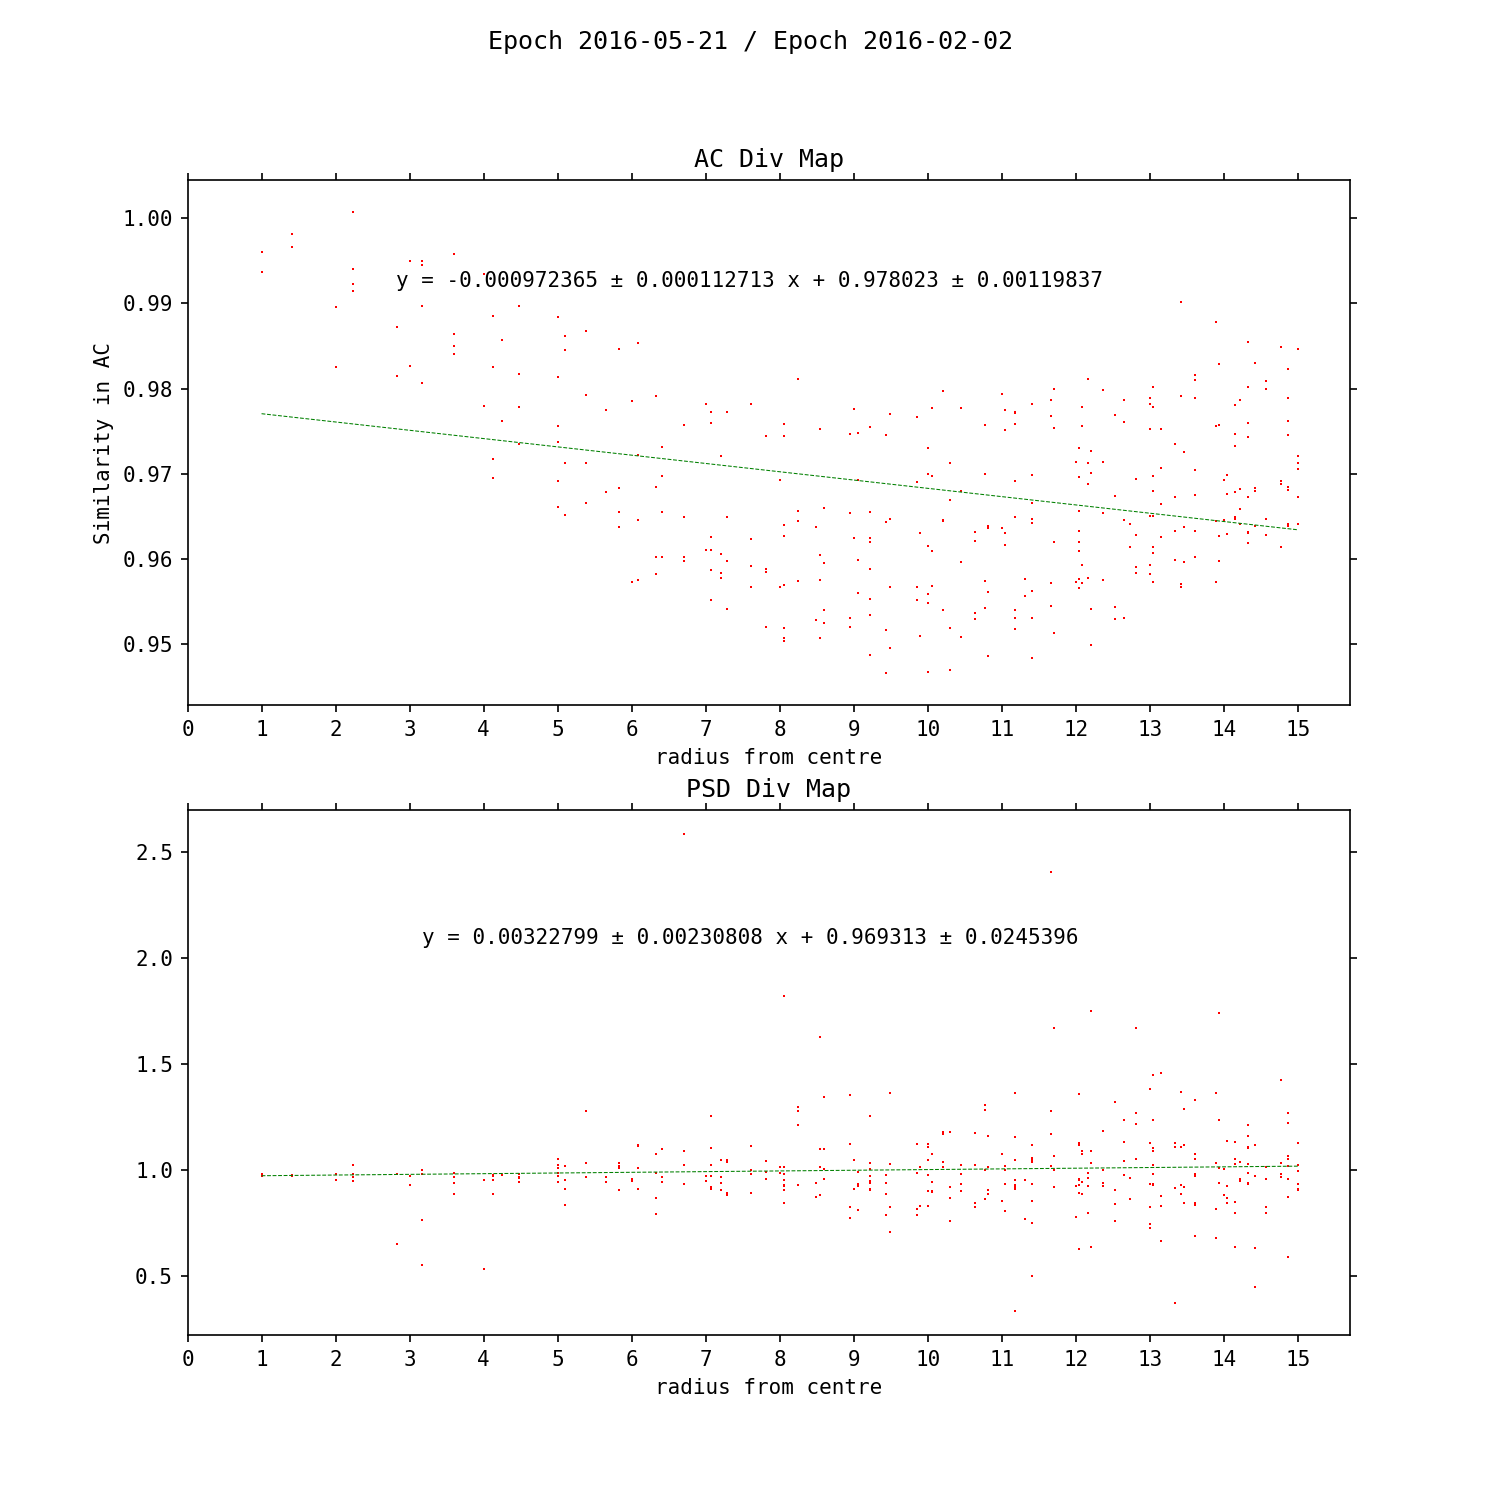 Epoch 2016-05-21 / Epoch 2016-02-02
AC Div Map
1.00
0.99
0.98
0.97
0.96
0.95
Similarity in AC
y = -0.000972365 ± 0.000112713 x + 0.978023 ± 0.00119837
0 1 2 3 4 5 6 7 8 9 10 11 12 13 14 15
radius from centre
PSD Div Map
2.5
2.0
1.5
1.0
0.5
y = 0.00322799 ± 0.00230808 x + 0.969313 ± 0.0245396
0 1 2 3 4 5 6 7 8 9 10 11 12 13 14 15
radius from centre